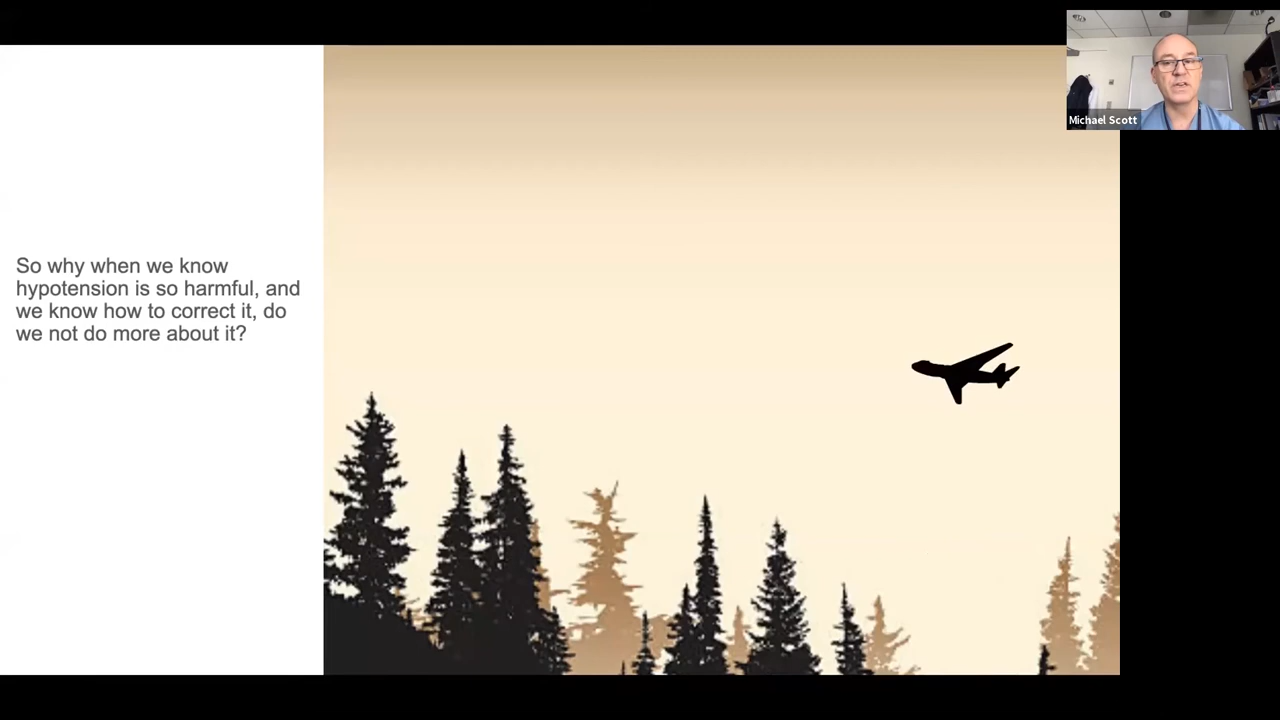 Michael Scott
So why when we know
hypotension is so harmful, and
we know how to correct it, do
we not do more about it?